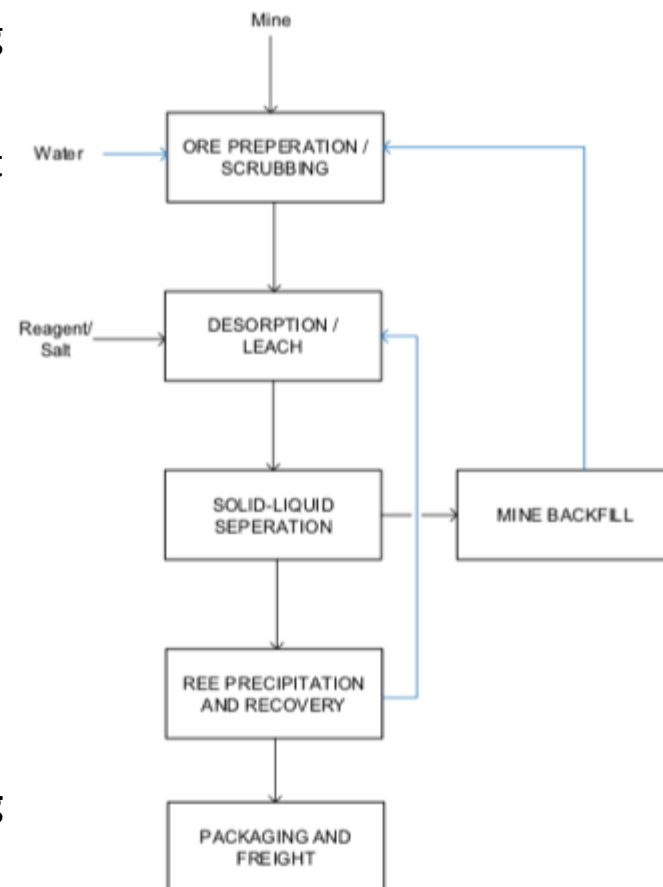 g
Mine
Water
t
ORE PREPERATION /
SCRUBBING
Reagent/
Salt
DESORPTION /
LEACH
SOLID-LIQUID
SEPERATION
MINE BACKFILL
REE PRECIPITATION
AND RECOVERY
g
PACKAGING AND
FREIGHT